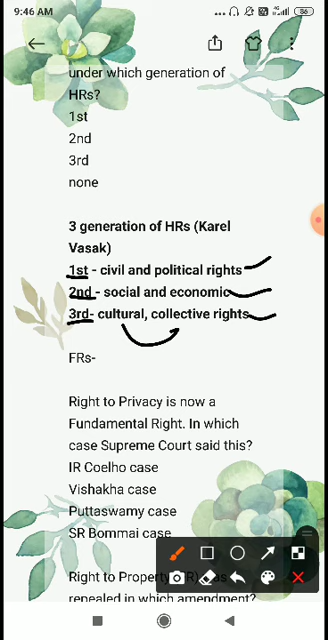 9:46 AM
56
under which generation of
HRs?
1st
2nd
3rd
none
3 generation of HRs (Karel
Vasak)
1st - civil and political rights
2nd - social and economic
3rd- cultural, collective rights
FRs-
Right to Privacy is now a
Fundamental Right. In which
case Supreme Court said this?
IR Coelho case
Vishakha case
Puttaswamy case
SR Bommai case
Right to Property was
repealed in which amendment?